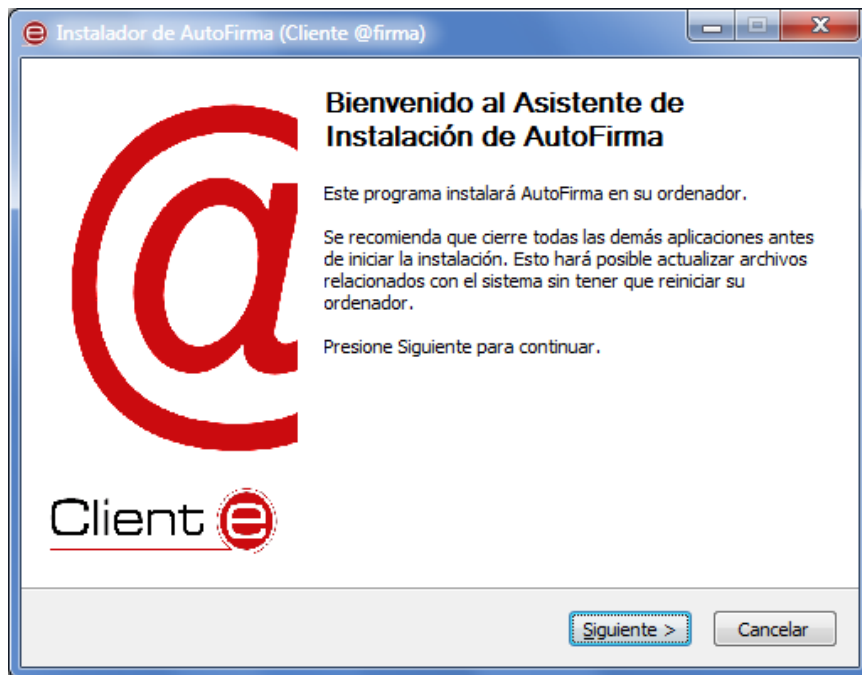 Instalador de AutoFirma (Cliente @firma)
Bienvenido al Asistente de
Instalación de AutoFirma
Este programa instalará AutoFirma en su ordenador.
Se recomienda que cierre todas las demás aplicaciones antes
de iniciar la instalación. Esto hará posible actualizar archivos
relacionados con el sistema sin tener que reiniciar su
ordenador.
Presione Siguiente para continuar.
@
Client e
Siguiente >
Cancelar